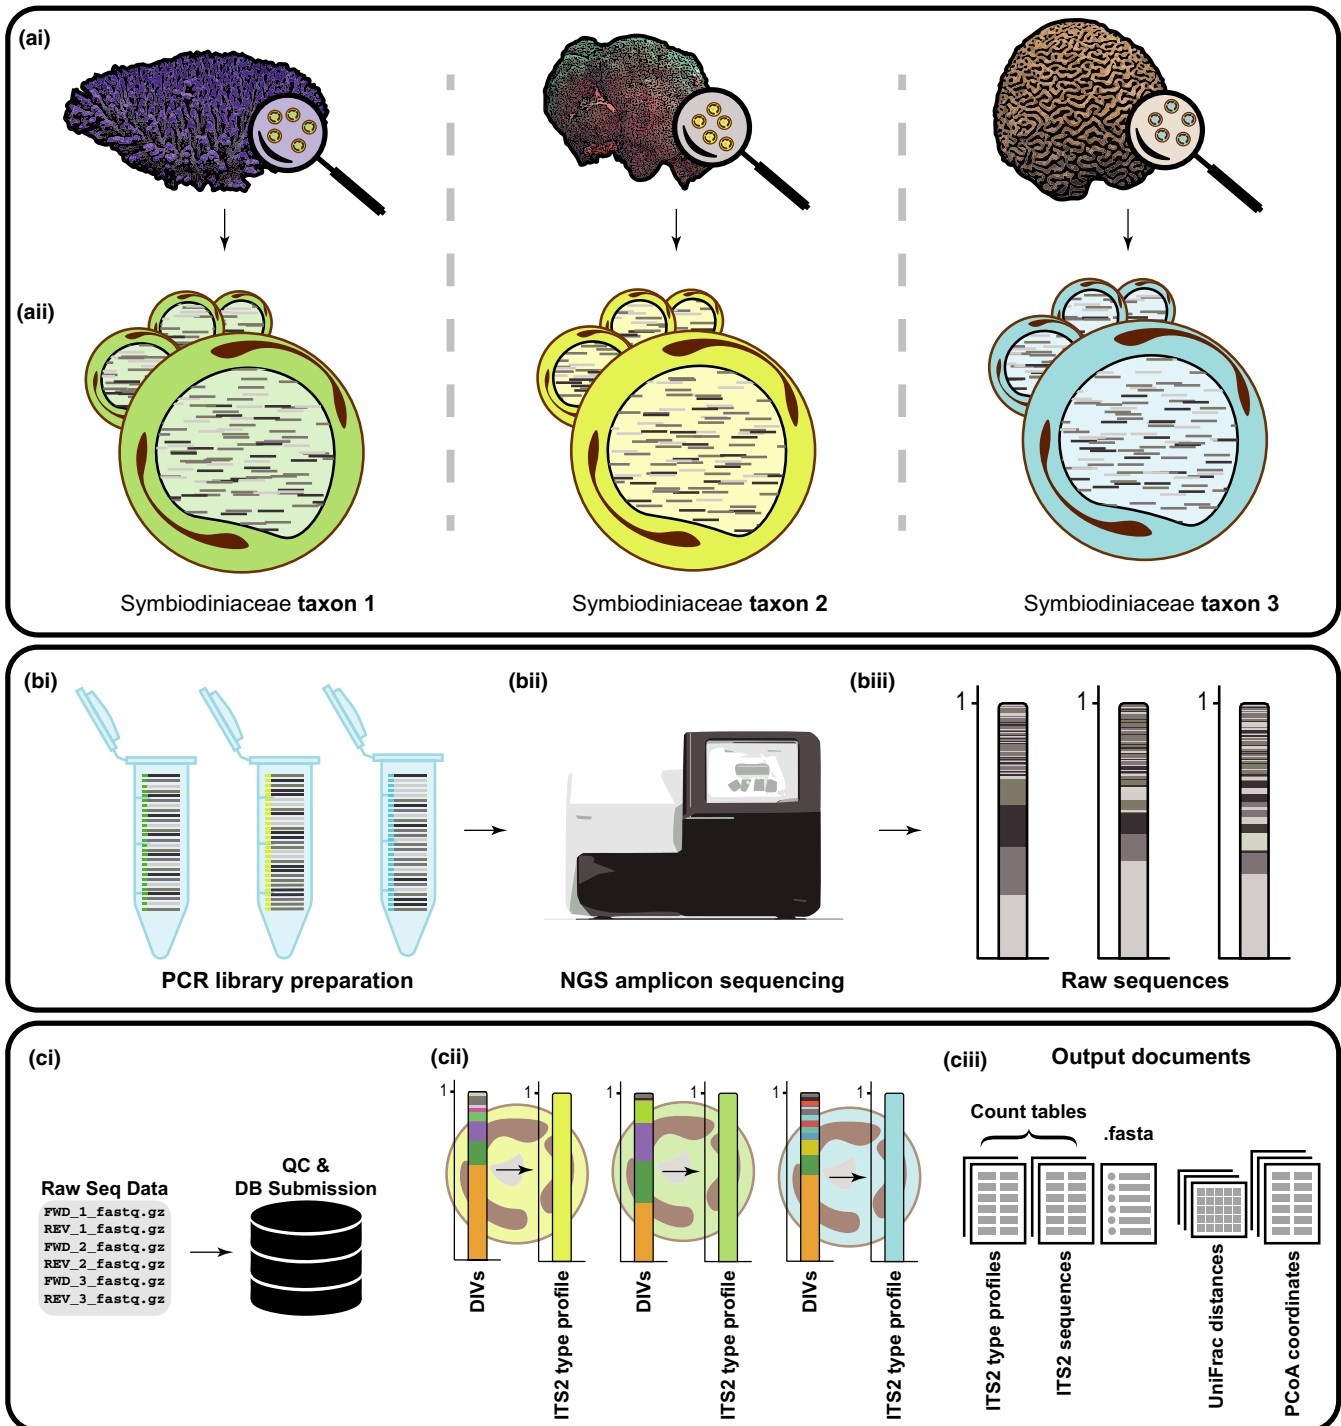 (ai)
(aii)
Symbiodiniaceae taxon 1
Symbiodiniaceae taxon 2
Symbiodiniaceae taxon 3
(bi)
(bii)
(biii)
1
1
1
PCR library preparation
NGS amplicon sequencing
Raw sequences
(ci)
Raw Seq Data
FWD_1_fastq.gz
REV_1_fastq.gz
FWD_2_fastq.gz
REV_2_fastq.gz
FWD_3_fastq.gz
REV_3_fastq.gz
QC &
DB Submission
(cii)
1
1
1
1
1
1
DIVs
ITS2 type profile
DIVs
ITS2 type profile
DIVs
ITS2 type profile
(ciii)
Output documents
Count tables
.fasta
ITS2 type profiles
ITS2 sequences
UniFrac distances
PCoA coordinates